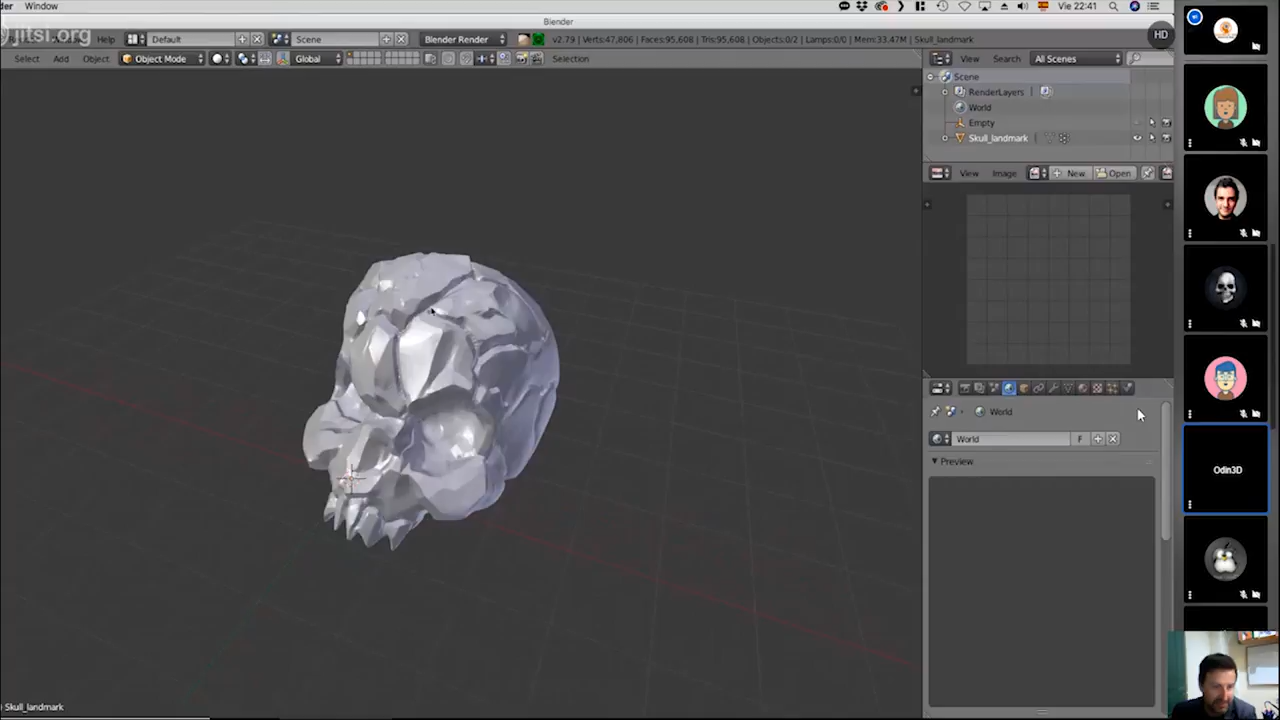 der Window Vie 22:41
Blender
jitsi.org
Help Default Scene Blender Render v2.79 | Verts:47,806 | Faces:95,608 | Tris:95,608 | Objects:0/2 | Lamps:0/0 | Mem:33.47M | Skull_landmark
HD
Select Add Object Object Mode Global Selection
View Search All Scenes
Scene
RenderLayers
World
Empty
Skull_landmark
View Image New Open
World
World F
Preview
Odin3D
Skull_landmark